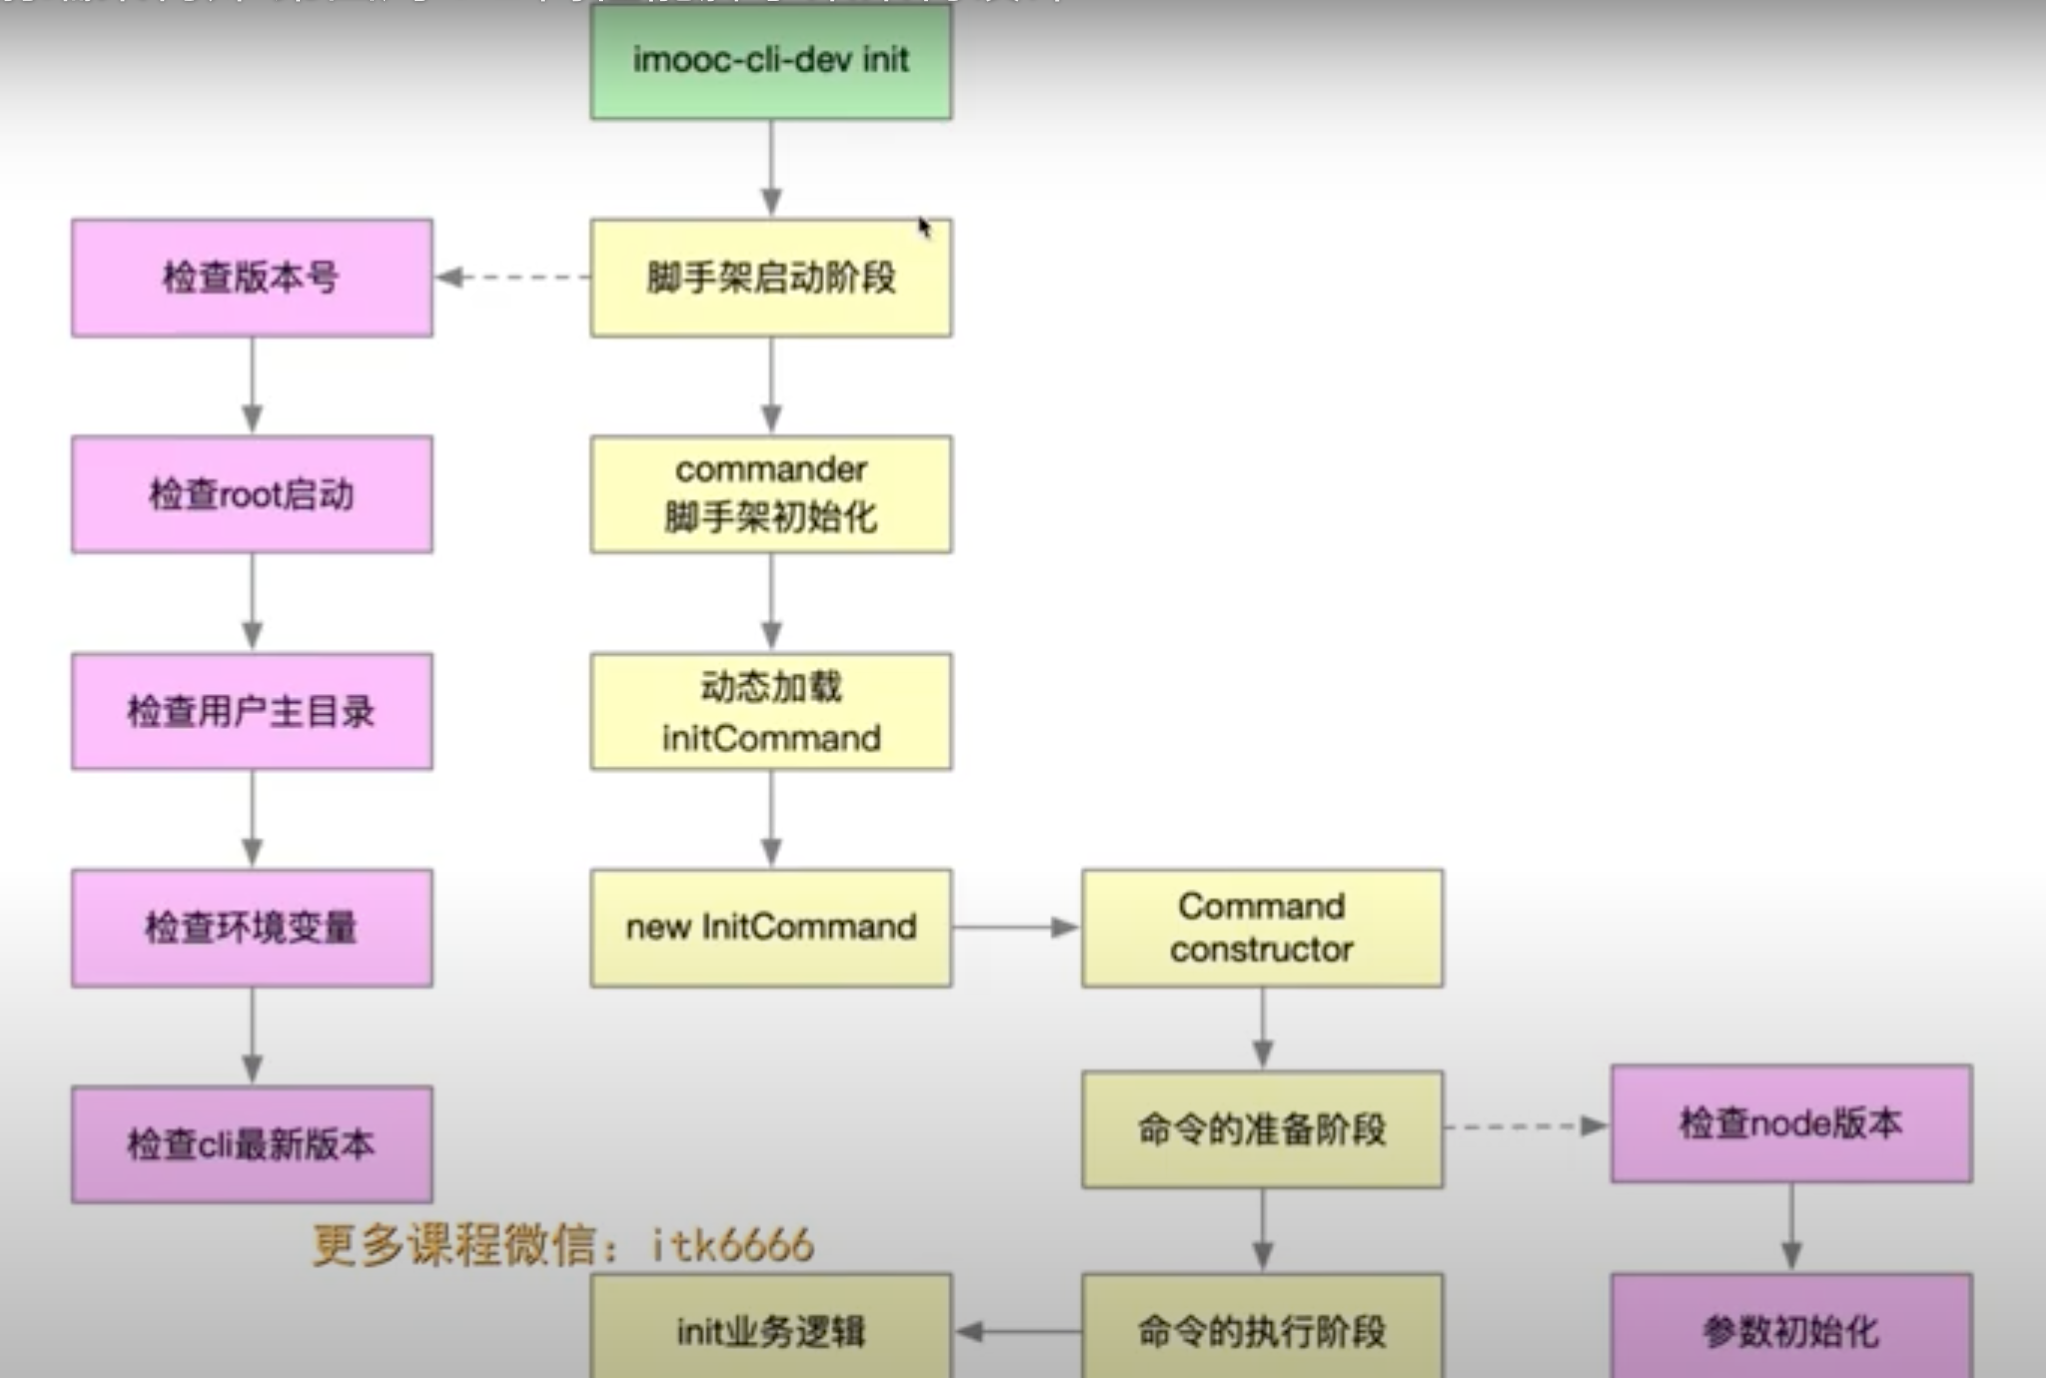 imooc-cli-dev init
检查版本号
脚手架启动阶段
检查root启动
commander
脚手架初始化
检查用户主目录
动态加载
initCommand
检查环境变量
new InitCommand
Command
constructor
检查cli最新版本
命令的准备阶段
检查node版本
更多课程微信：itk6666
init业务逻辑
命令的执行阶段
参数初始化